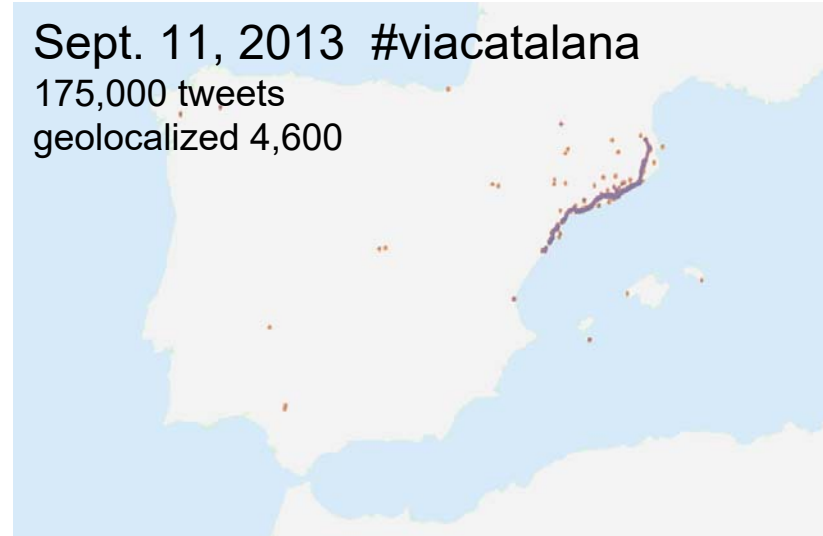 Sept. 11, 2013 #viacatalana
175,000 tweets
geolocalized 4,600